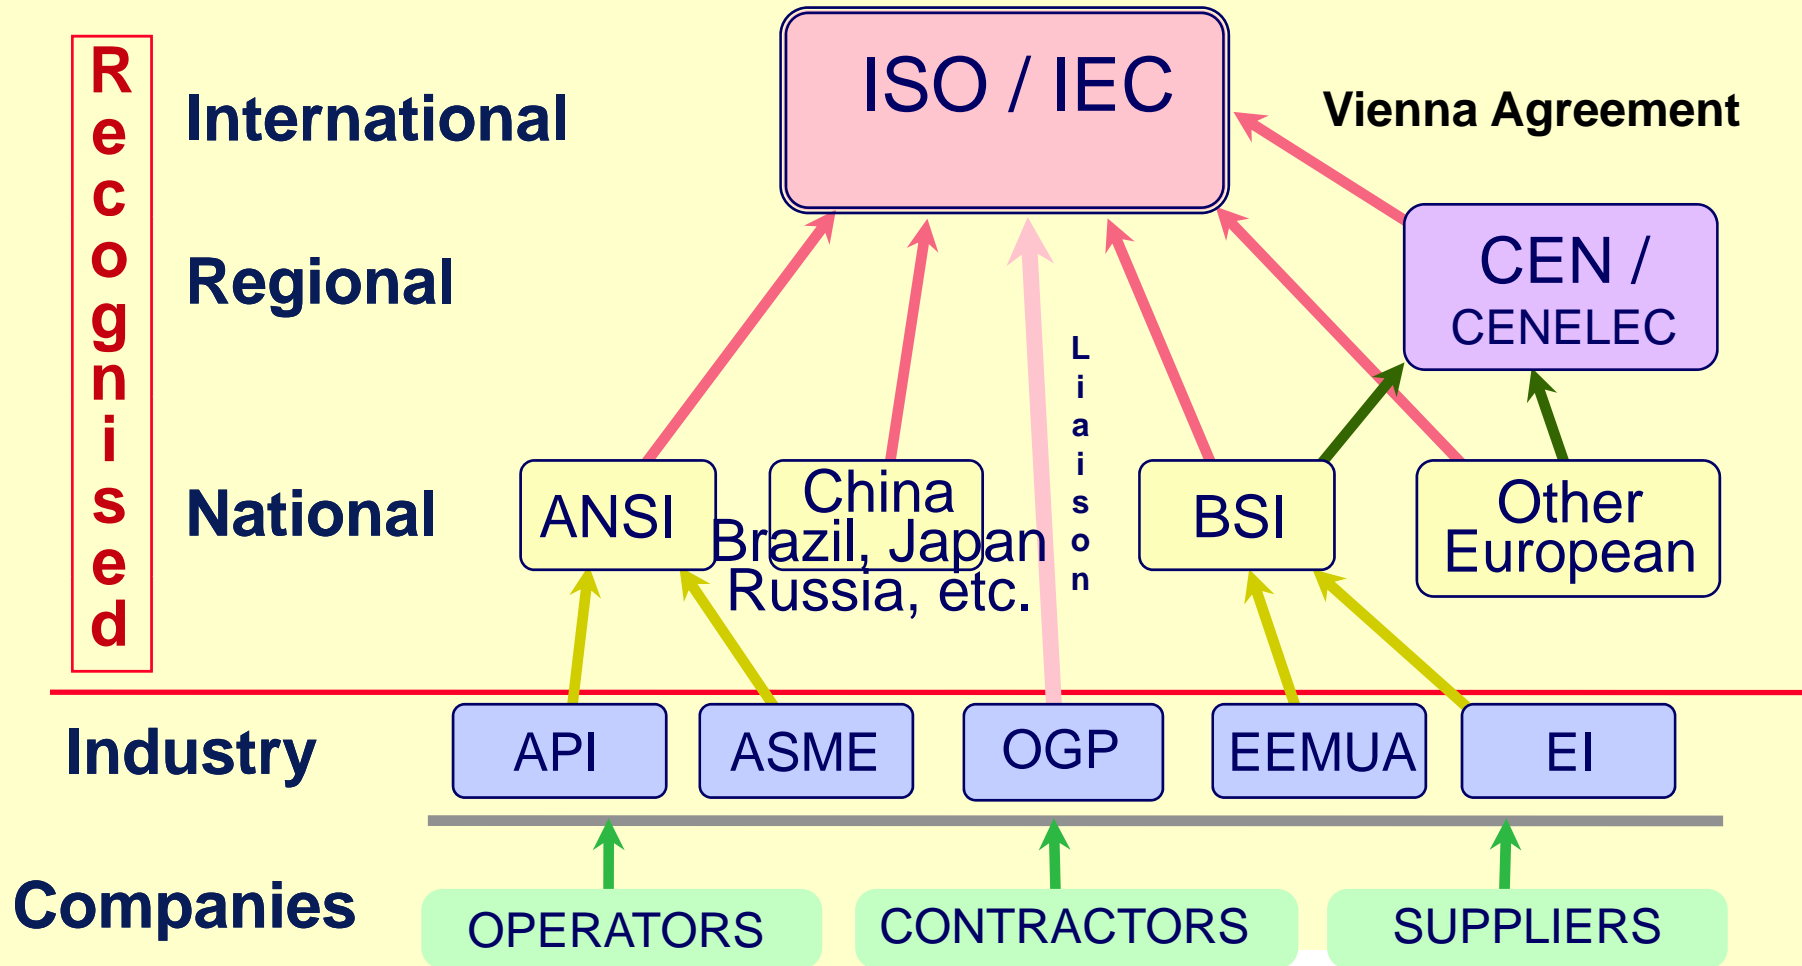 Recognised
International
ISO / IEC
Vienna Agreement
Regional
CEN /
CENELEC
Liaison
National
ANSI
China
Brazil, Japan
Russia, etc.
BSI
Other
European
Industry
API
ASME
OGP
EEMUA
EI
Companies
OPERATORS
CONTRACTORS
SUPPLIERS